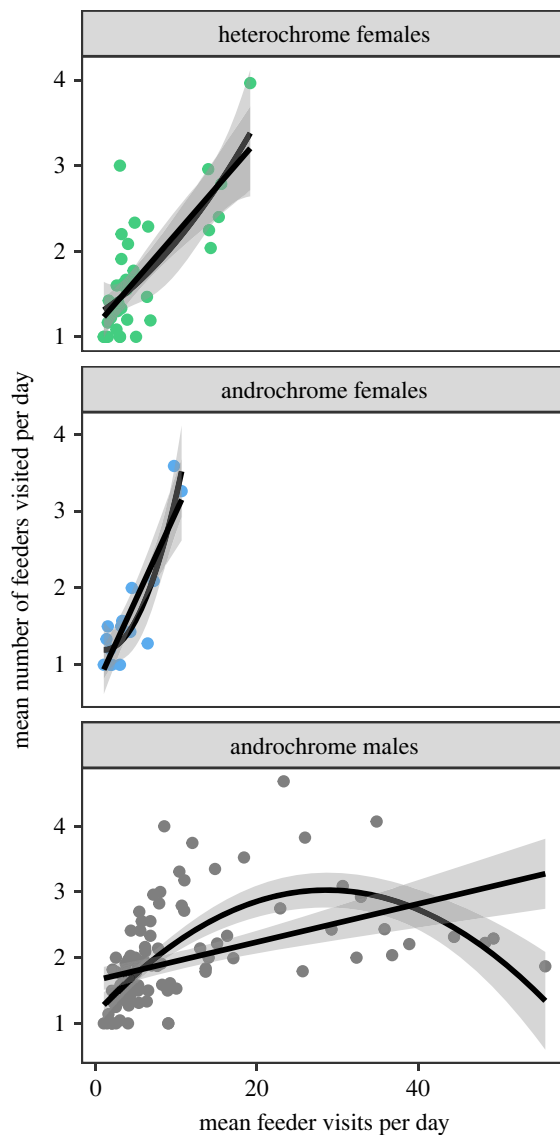 heterochrome females
4
3
2
1
androchrome females
4
3
2
1
mean number of feeders visited per day
androchrome males
4
3
2
1
0 20 40
mean feeder visits per day